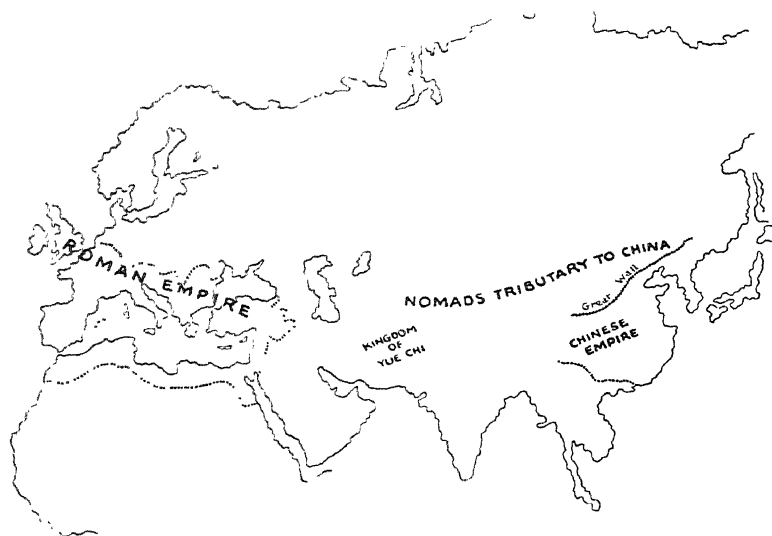 ROMAN EMPIRE
NOMADS TRIBUTARY TO CHINA
Great Wall
KINGDOM
OF
YUE CHI
CHINESE
EMPIRE